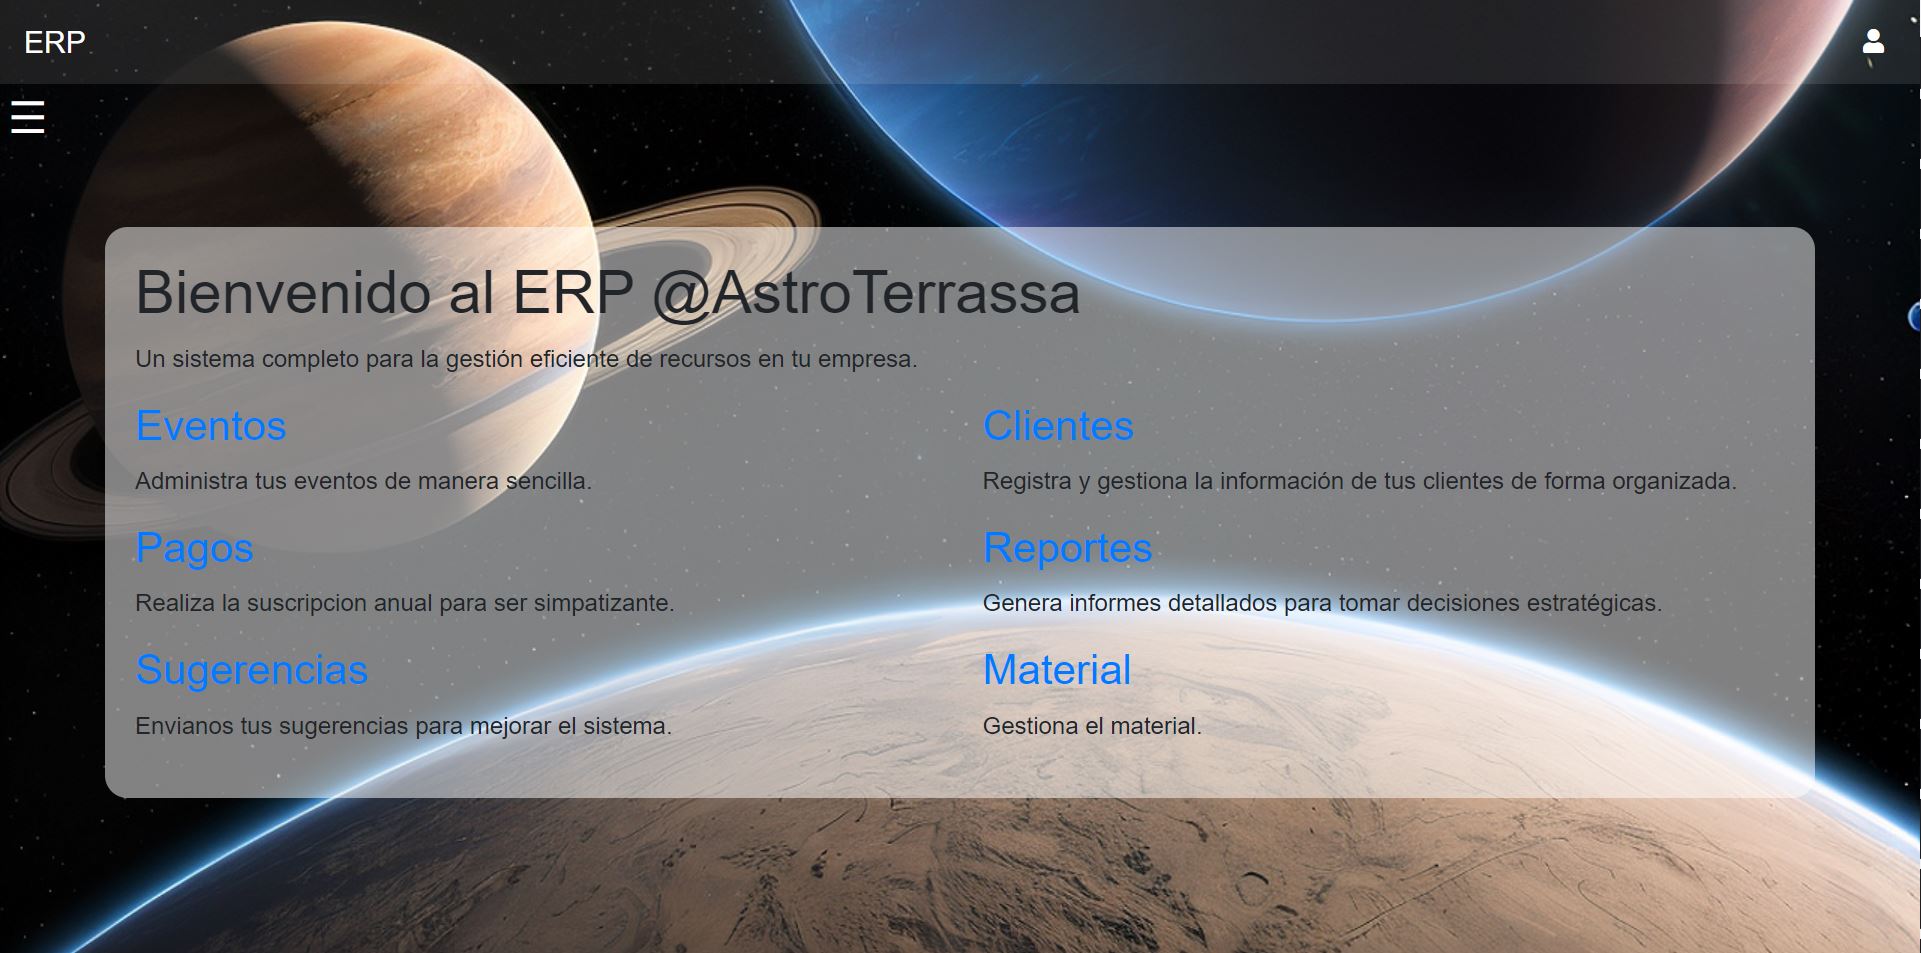 ERP
Bienvenido al ERP @AstroTerrassa
Un sistema completo para la gestión eficiente de recursos en tu empresa.
Eventos
Administra tus eventos de manera sencilla.
Clientes
Registra y gestiona la información de tus clientes de forma organizada.
Pagos
Realiza la suscripcion anual para ser simpatizante.
Reportes
Genera informes detallados para tomar decisiones estratégicas.
Sugerencias
Envianos tus sugerencias para mejorar el sistema.
Material
Gestiona el material.